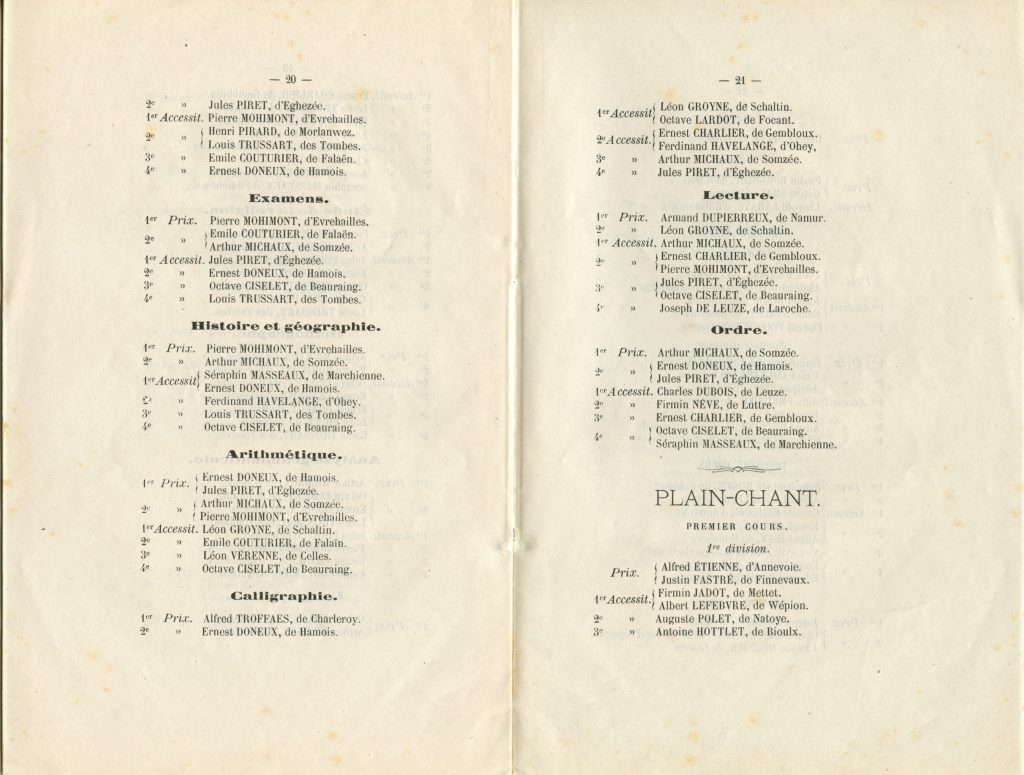 — 20 —
2e » Jules PIRET, d'Eghezée.
1er Accessit. Pierre MOHIMONT, d'Evrehailles.
2e » Henri PIRARD, de Morlanwez.
Louis TRUSSART, des Tombes.
3e » Emile COUTURIER, de Falaën.
4e » Ernest DONEUX, de Hamois.
Examens.
1er Prix. Pierre MOHIMONT, d'Evrehailles.
2e » Emile COUTURIER, de Falaën.
Arthur MICHAUX, de Somzée.
1er Accessit. Jules PIRET, d'Éghezée.
2e » Ernest DONEUX, de Hamois.
3e » Octave CISELET, de Beauraing.
4e » Louis TRUSSART, des Tombes.
Histoire et géographie.
1er Prix. Pierre MOHIMONT, d'Evrehailles.
2e » Arthur MICHAUX, de Somzée.
1er Accessit Séraphin MASSEAUX, de Marchienne.
Ernest DONEUX, de Hamois.
2e » Ferdinand HAVELANGE, d'Ohey.
3e » Louis TRUSSART, des Tombes.
4e » Octave CISELET, de Beauraing.
Arithmétique.
1er Prix. Ernest DONEUX, de Hamois.
Jules PIRET, d'Éghezée.
2e » Arthur MICHAUX, de Somzée.
Pierre MOHIMONT, d'Evrehailles.
1er Accessit. Léon GROYNE, de Schaltin.
2e » Emile COUTURIER, de Falaïn.
3e » Léon VÉRENNE, de Celles.
4e » Octave CISELET, de Beauraing.
Calligraphie.
1er Prix. Alfred TROFFAES, de Charleroy.
2e » Ernest DONEUX, de Hamois.
— 21 —
1er Accessit Léon GROYNE, de Schaltin.
Octave LARDOT, de Focant.
2e Accessit. Ernest CHARLIER, de Gembloux.
Ferdinand HAVELANGE, d'Ohey,
3e » Arthur MICHAUX, de Somzée.
4e » Jules PIRET, d'Éghezée.
Lecture.
1er Prix. Armand DUPIERREUX, de Namur.
2e » Léon GROYNE, de Schaltin.
1er Accessit. Arthur MICHAUX, de Somzée.
2e » Ernest CHARLIER, de Gembloux.
Pierre MOHIMONT, d'Evrehailles.
3e » Jules PIRET, d'Éghezée.
Octave CISELET, de Beauraing.
4e » Joseph DE LEUZE, de Laroche.
Ordre.
1er Prix. Arthur MICHAUX, de Somzée.
2e » Ernest DONEUX, de Hamois.
Jules PIRET, d'Éghezée.
1er Accessit. Charles DUBOIS, de Leuze.
2e » Firmin NÈVE, de Luttre.
3e » Ernest CHARLIER, de Gembloux.
4e » Octave CISELET, de Beauraing.
Séraphin MASSEAUX, de Marchienne.
PLAIN-CHANT.
PREMIER COURS.
1re division.
Prix. Alfred ÉTIENNE, d'Annevoie.
Justin FASTRÉ, de Finnevaux.
1er Accessit. Firmin JADOT, de Mettet.
Albert LEFEBVRE, de Wépion.
2e » Auguste POLET, de Natoye.
3e » Antoine HOTTLET, de Bioulx.